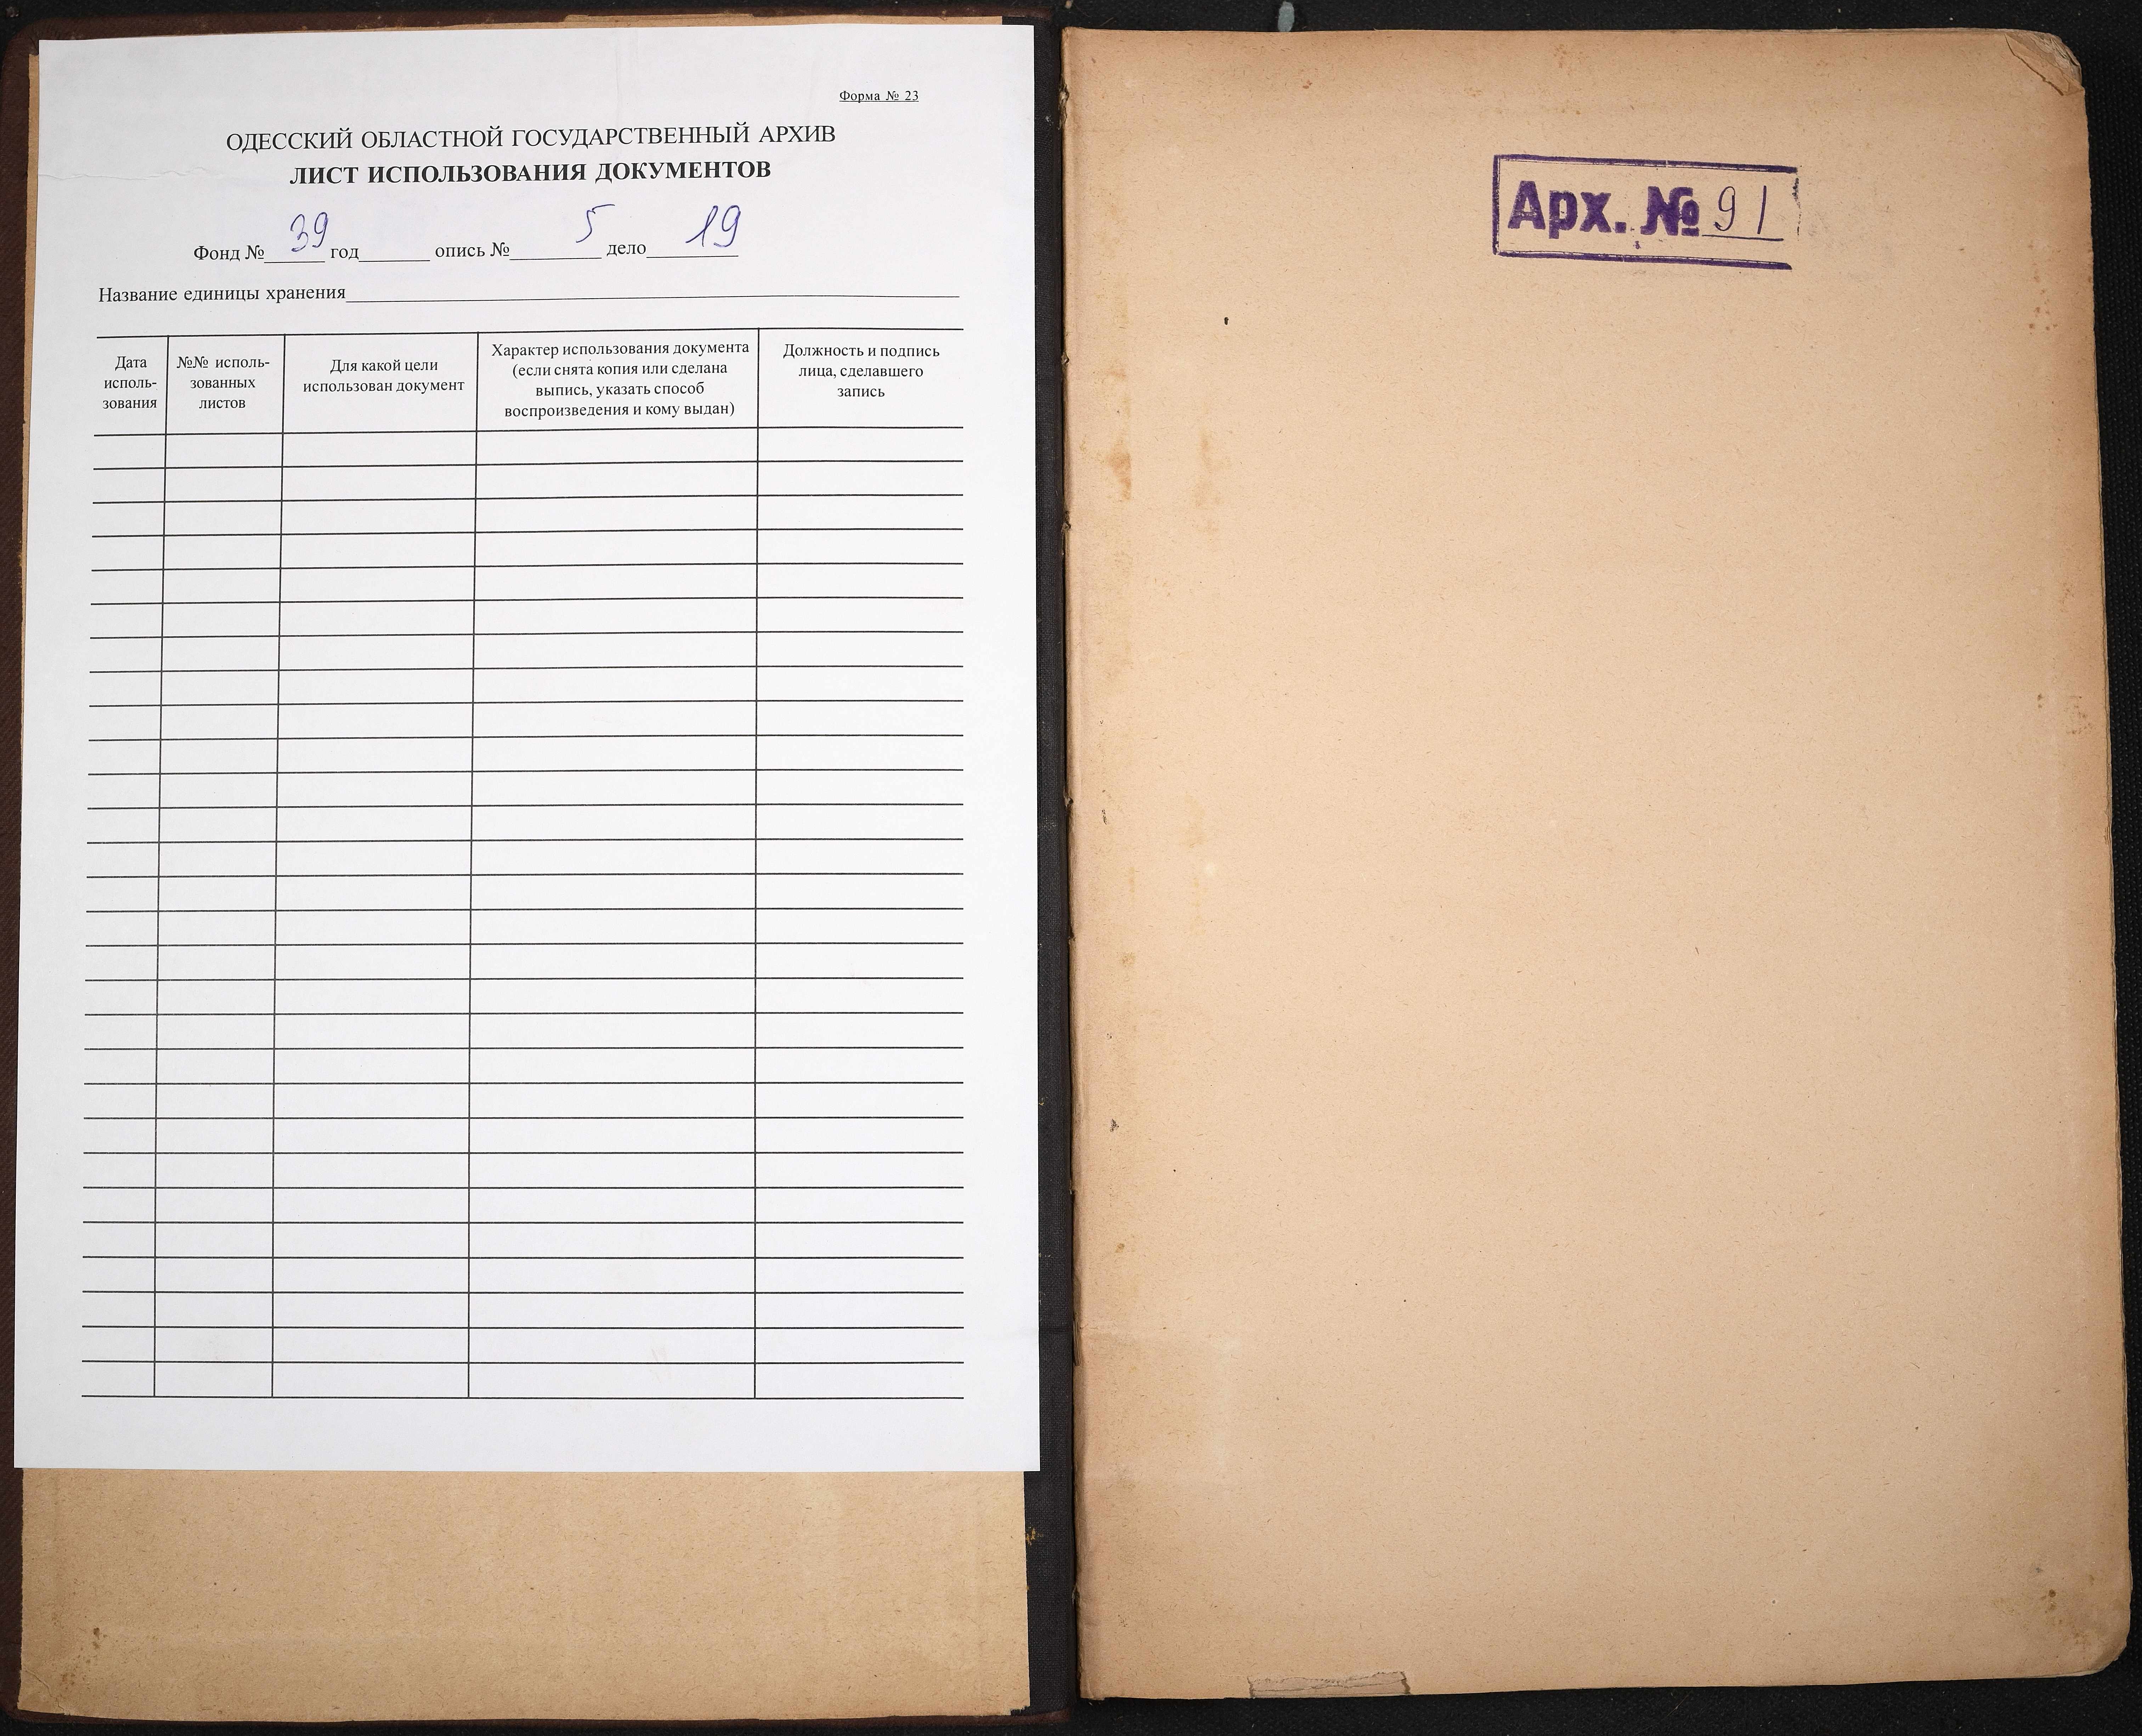 Форма № 23
ОДЕССКИЙ ОБЛАСТНОЙ ГОСУДАРСТВЕННЫЙ АРХИВ
ЛИСТ ИСПОЛЬЗОВАНИЯ ДОКУМЕНТОВ
Фонд № 39 год опись № 5 дело 19
Название единицы хранения
Дата
исполь-
зования
№№ исполь-
зованных
листов
Для какой цели
использован документ
Характер использования документа
(если снята копия или сделана
выпись, указать способ
воспроизведения и кому выдан)
Должность и подпись
лица, сделавшего
запись
Арх. № 91